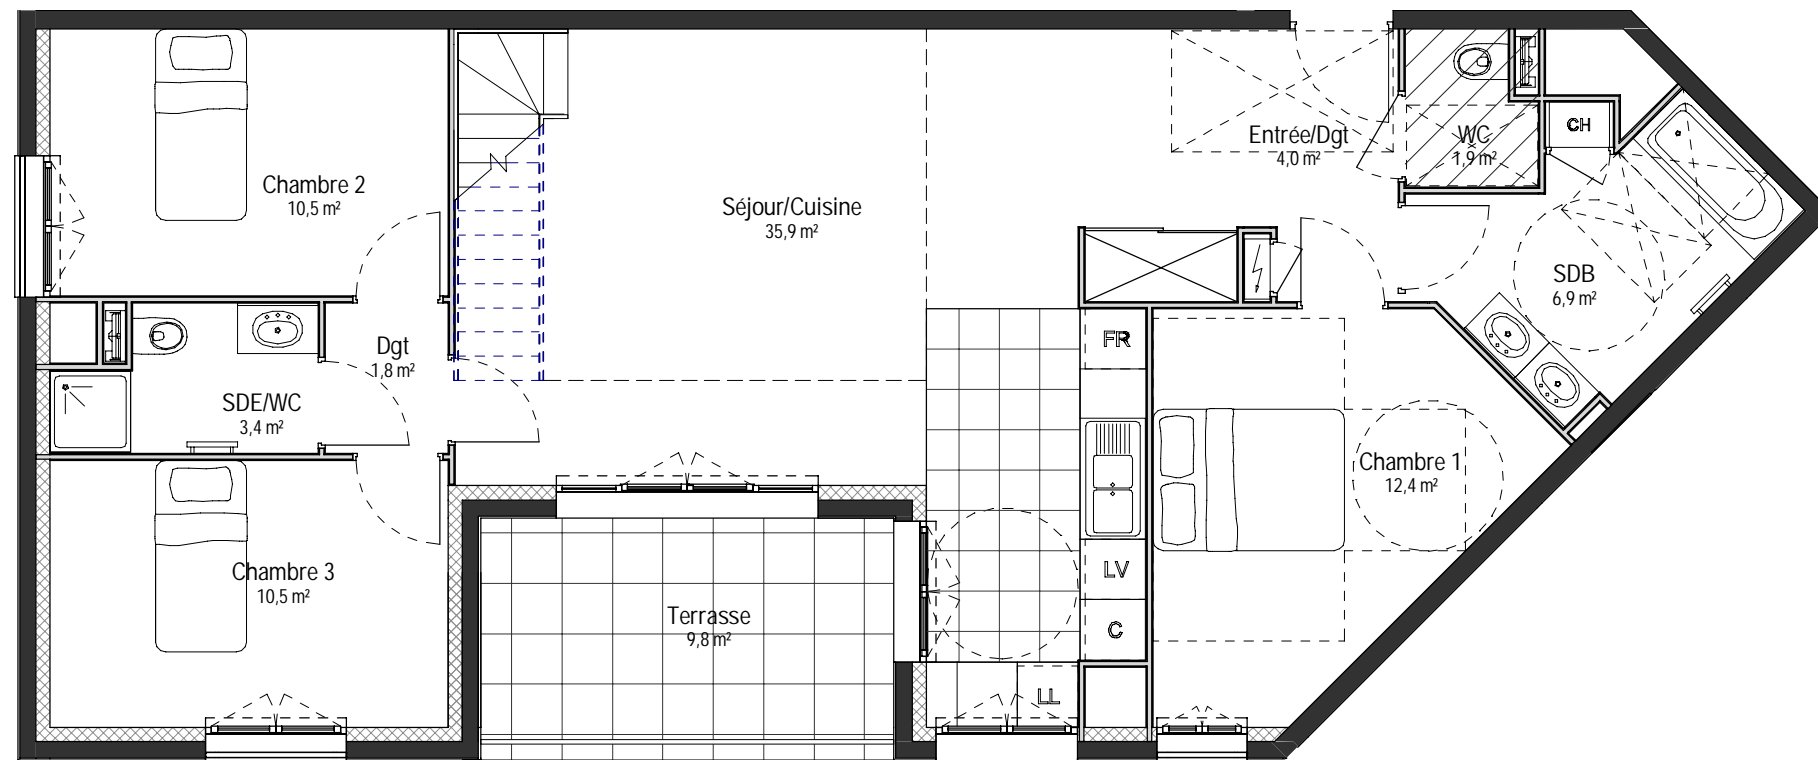 Chambre 2
10,5 m²
Séjour/Cuisine
35,9 m²
Entrée/Dgt
4,0 m²
WC
1,9 m²
CH
SDB
6,9 m²
Dgt
1,8 m²
SDE/WC
3,4 m²
FR
Chambre 1
12,4 m²
Chambre 3
10,5 m²
Terrasse
9,8 m²
LV
C
LL